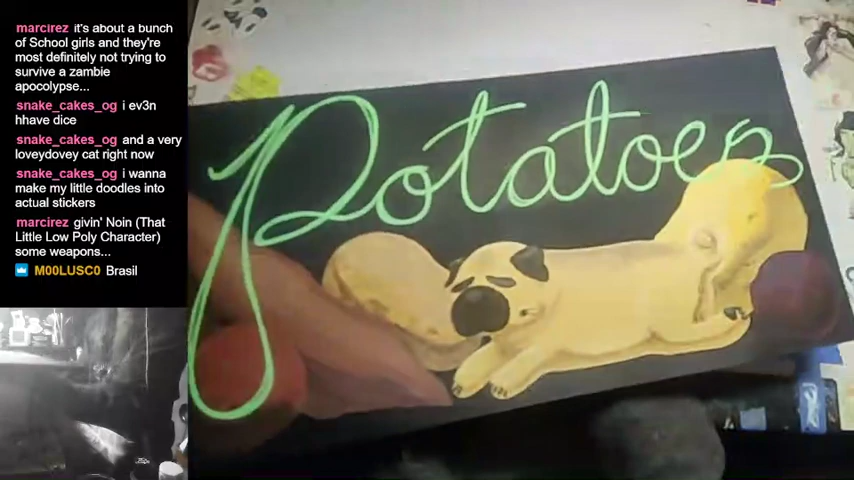 marcirez it's about a bunch
of School girls and they're
most definitely not trying to
survive a zambie
apocolypse...
snake_cakes_og i ev3n
hhave dice
snake_cakes_og and a very
loveydovey cat right now
snake_cakes_og i wanna
make my little doodles into
actual stickers
marcirez givin' Noin (That
Little Low Poly Character)
some weapons...
M00LUSC0 Brasil
Potatoes